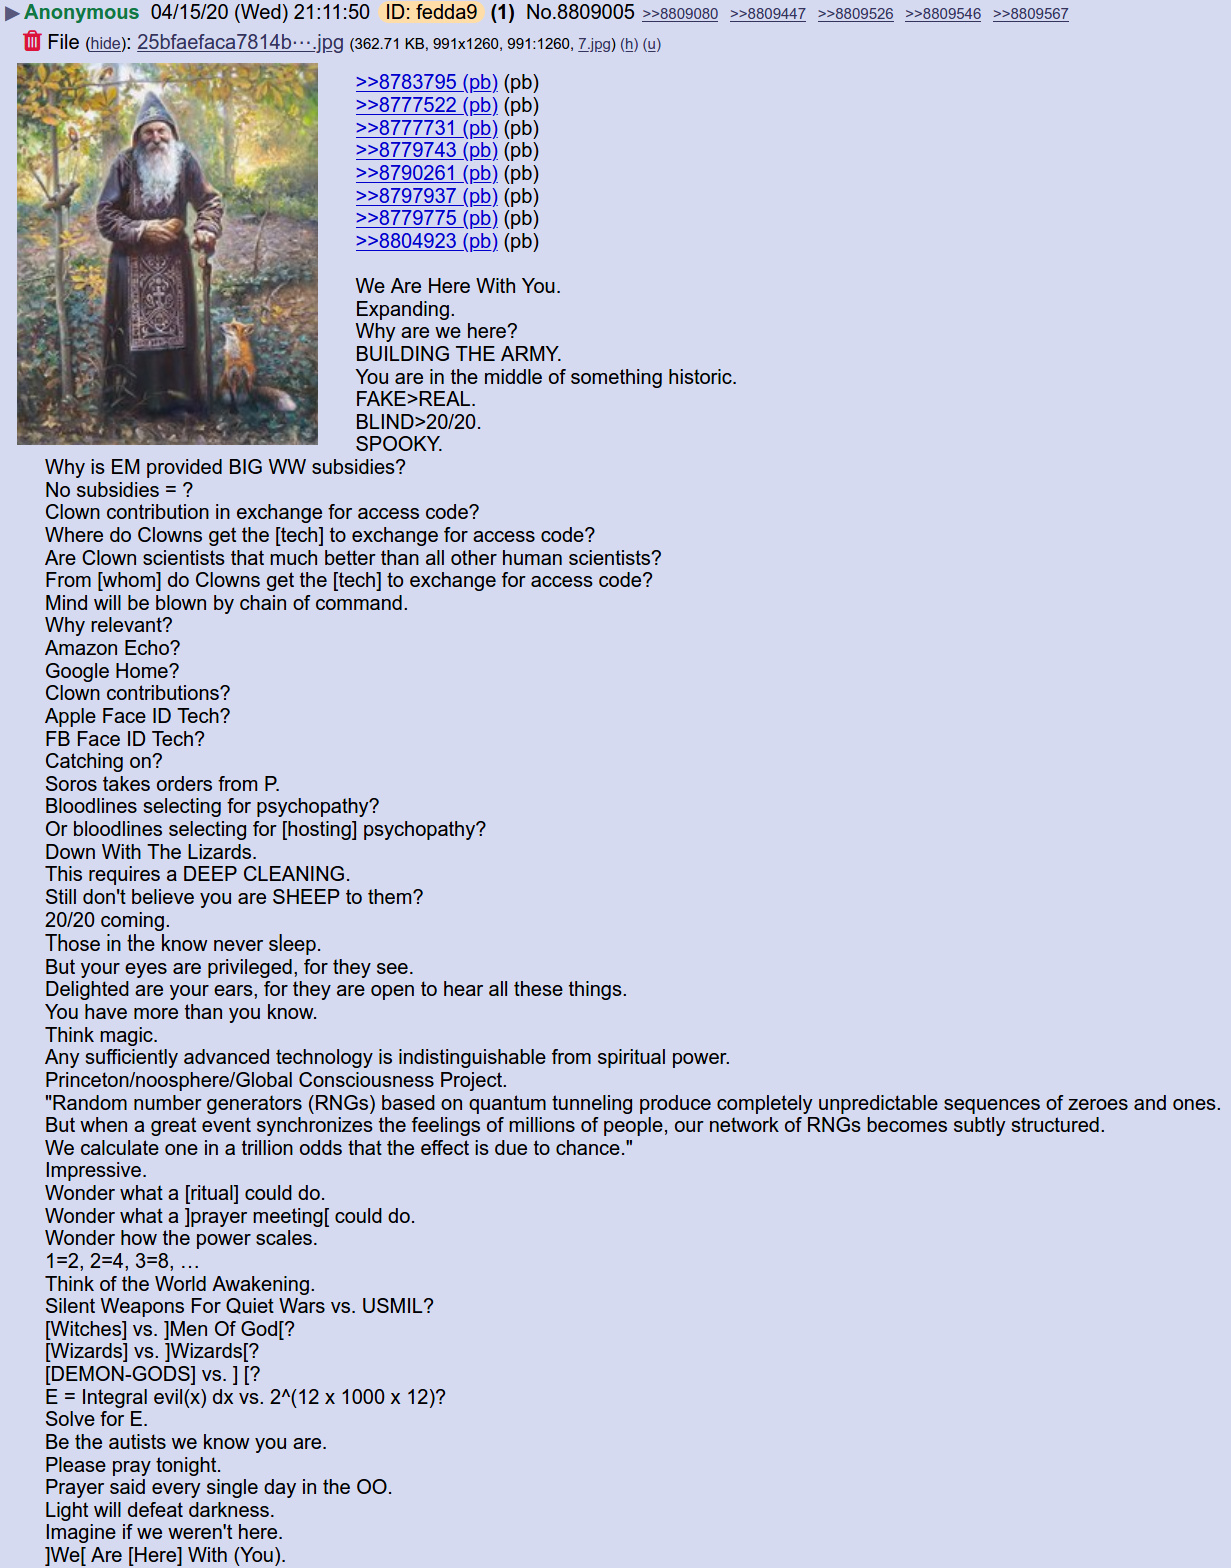 ▶ Anonymous 04/15/20 (Wed) 21:11:50 ID: fedda9 (1) No.8809005 >>8809080 >>8809447 >>8809526 >>8809546 >>8809567
File (hide): 25bfaefaca7814b⋯.jpg (362.71 KB, 991x1260, 991:1260, 7.jpg) (h) (u)
>>8783795 (pb) (pb)
>>8777522 (pb) (pb)
>>8777731 (pb) (pb)
>>8779743 (pb) (pb)
>>8790261 (pb) (pb)
>>8797937 (pb) (pb)
>>8779775 (pb) (pb)
>>8804923 (pb) (pb)
We Are Here With You.
Expanding.
Why are we here?
BUILDING THE ARMY.
You are in the middle of something historic.
FAKE>REAL.
BLIND>20/20.
SPOOKY.
Why is EM provided BIG WW subsidies?
No subsidies = ?
Clown contribution in exchange for access code?
Where do Clowns get the [tech] to exchange for access code?
Are Clown scientists that much better than all other human scientists?
From [whom] do Clowns get the [tech] to exchange for access code?
Mind will be blown by chain of command.
Why relevant?
Amazon Echo?
Google Home?
Clown contributions?
Apple Face ID Tech?
FB Face ID Tech?
Catching on?
Soros takes orders from P.
Bloodlines selecting for psychopathy?
Or bloodlines selecting for [hosting] psychopathy?
Down With The Lizards.
This requires a DEEP CLEANING.
Still don't believe you are SHEEP to them?
20/20 coming.
Those in the know never sleep.
But your eyes are privileged, for they see.
Delighted are your ears, for they are open to hear all these things.
You have more than you know.
Think magic.
Any sufficiently advanced technology is indistinguishable from spiritual power.
Princeton/noosphere/Global Consciousness Project.
"Random number generators (RNGs) based on quantum tunneling produce completely unpredictable sequences of zeroes and ones.
But when a great event synchronizes the feelings of millions of people, our network of RNGs becomes subtly structured.
We calculate one in a trillion odds that the effect is due to chance."
Impressive.
Wonder what a [ritual] could do.
Wonder what a ]prayer meeting[ could do.
Wonder how the power scales.
1=2, 2=4, 3=8, …
Think of the World Awakening.
Silent Weapons For Quiet Wars vs. USMIL?
[Witches] vs. ]Men Of God[?
[Wizards] vs. ]Wizards[?
[DEMON-GODS] vs. ] [?
E = Integral evil(x) dx vs. 2^(12 x 1000 x 12)?
Solve for E.
Be the autists we know you are.
Please pray tonight.
Prayer said every single day in the OO.
Light will defeat darkness.
Imagine if we weren't here.
]We[ Are [Here] With (You).